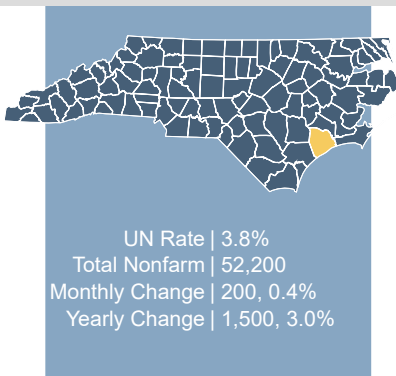 UN Rate | 3.8%
Total Nonfarm | 52,200
Monthly Change | 200, 0.4%
Yearly Change | 1,500, 3.0%